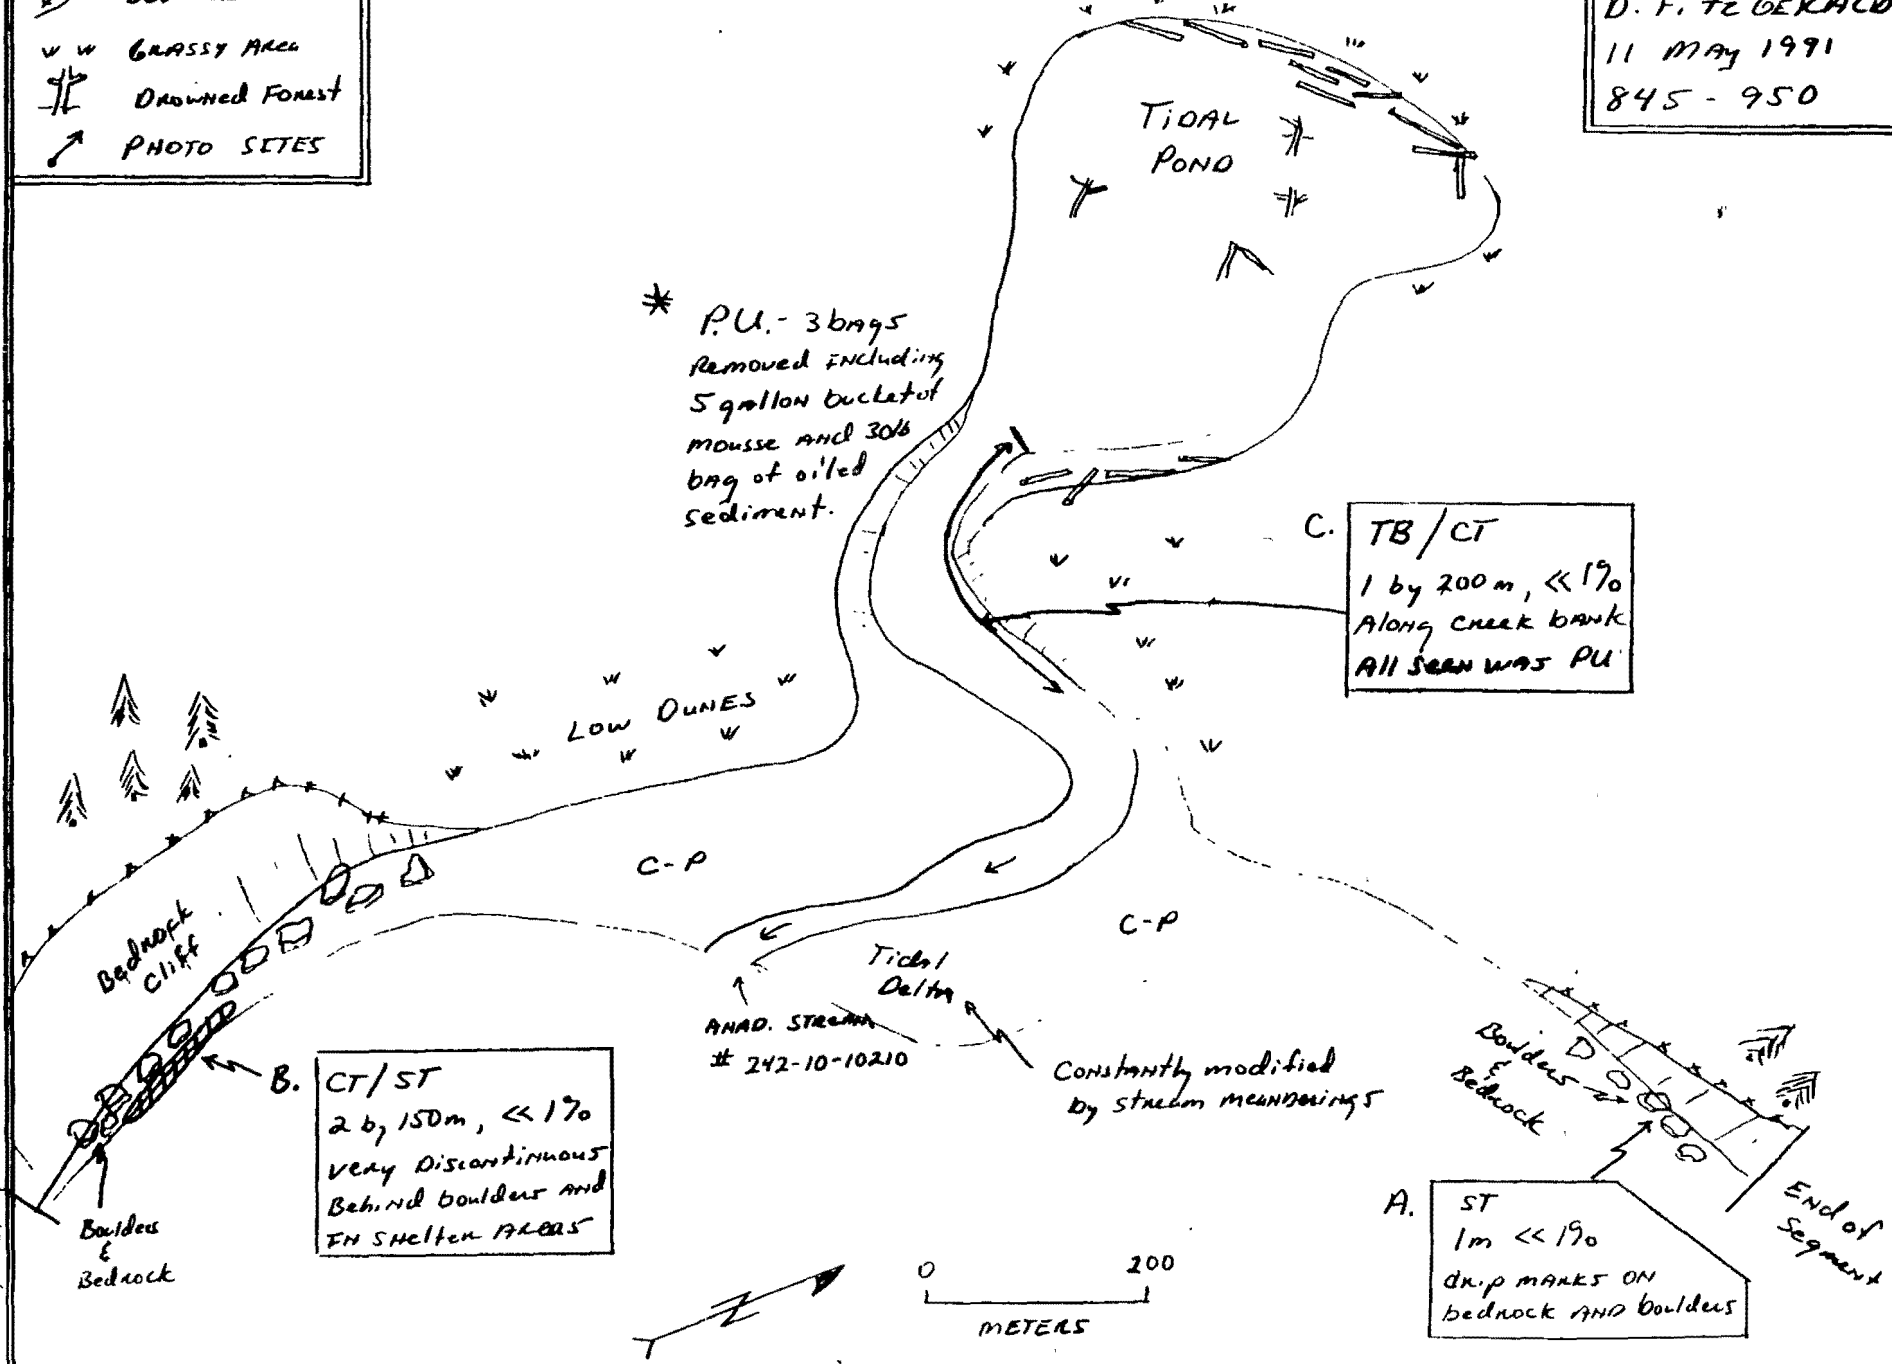 GRASSY AREA
DROWNED FOREST
PHOTO SITES
D. FITZGERALD
11 MAY 1991
845 - 950
TIDAL
POND
* P.U. - 3 bags
Removed Including
5 gallon bucket of
mousse and 30lb
bag of oiled
sediment.
C. TB / CT
1 by 200 m, << 1%
Along creek bank
All seen was PU
LOW DUNES
C-P
C-P
Bedrock
Cliff
Tidal
Delta
ANAD. STREAM
# 242-10-10210
Constantly modified
by stream meanderings
Boulders
&
Bedrock
B. CT / ST
2 by 150m, << 1%
very Discontinuous
Behind boulders AND
IN Shelter AREAS
Boulders
&
Bedrock
A. ST
1m << 1%
drip MARKS ON
bedrock AND boulders
END OF
Segment
N
0 200
METERS